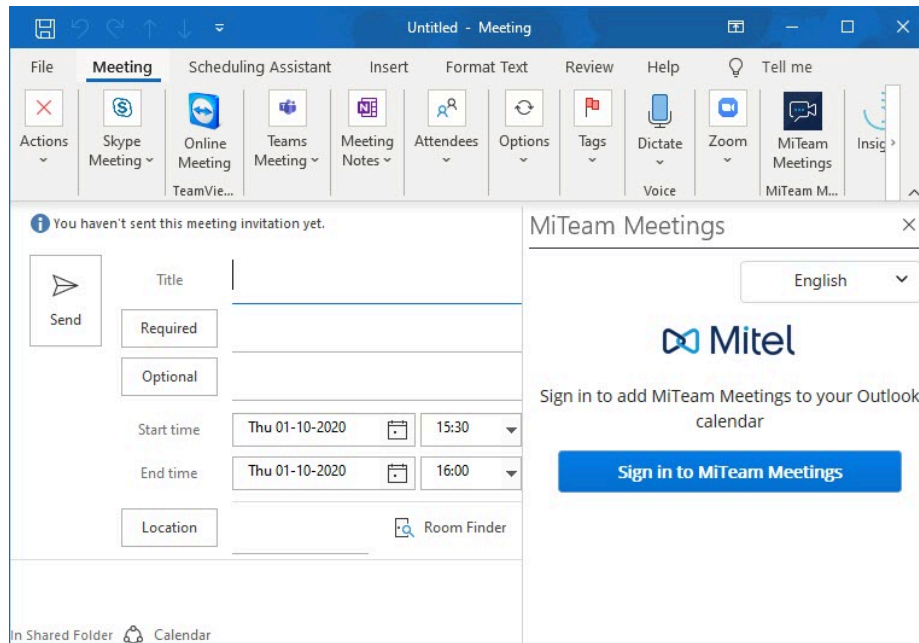 Untitled - Meeting
File Meeting Scheduling Assistant Insert Format Text Review Help Tell me
Actions
Skype Meeting
Online Meeting
Teams Meeting
Meeting Notes
Attendees
Options
Tags
Dictate
Zoom
MiTeam Meetings
Insig
TeamVie...
Voice
MiTeam M...
You haven't sent this meeting invitation yet.
Send
Title
Required
Optional
Start time Thu 01-10-2020 15:30
End time Thu 01-10-2020 16:00
Location Room Finder
In Shared Folder Calendar
MiTeam Meetings
English
Mitel
Sign in to add MiTeam Meetings to your Outlook
calendar
Sign in to MiTeam Meetings